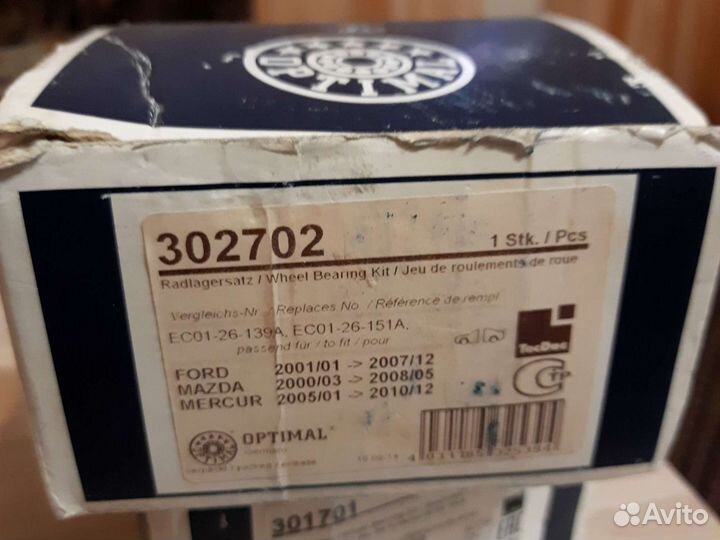 OPTIMAL
302702
1 Stk. / Pcs
Radlagersatz / Wheel Bearing Kit / Jeu de roulements de roue
Vergleichs-Nr. / Replaces No. / Référence de rempl.
EC01-26-139A, EC01-26-151A,
passend für / to fit / pour
FORD 2001/01 -> 2007/12
MAZDA 2000/03 -> 2008/05
MERCUR 2005/01 -> 2010/12
TecDoc
OPTIMAL
Germany
301701
Avito